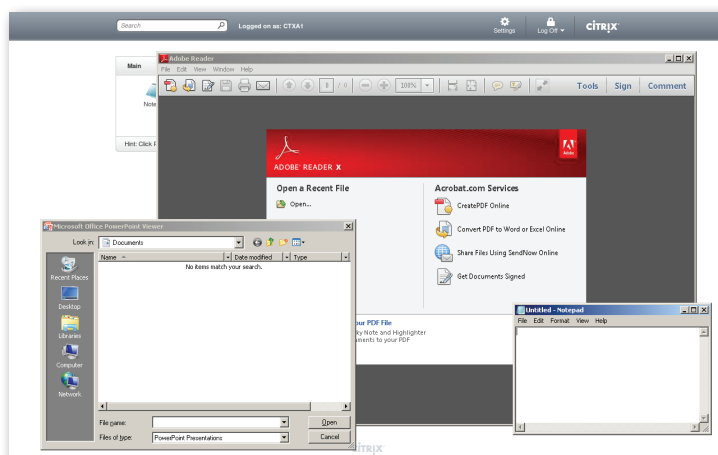 Search
Logged on as: CTXA1
Settings
Log Off
CITRIX
Main
Note
Hint: Click
Adobe Reader
File Edit View Window Help
/ 0
100%
Tools Sign Comment
ADOBE® READER X
Adobe
Open a Recent File
Open...
Acrobat.com Services
CreatePDF Online
Convert PDF to Word or Excel Online
Share Files Using SendNow Online
Get Documents Signed
our PDF File
ky Note and Highlighter
ments to your PDF
Microsoft Office PowerPoint Viewer
Look in:
Documents
Name
Date modified
Type
No items match your search.
Recent Places
Desktop
Libraries
Computer
Network
File name:
Open
Files of type:
PowerPoint Presentations
Cancel
Untitled - Notepad
File Edit Format View Help
CITRIX